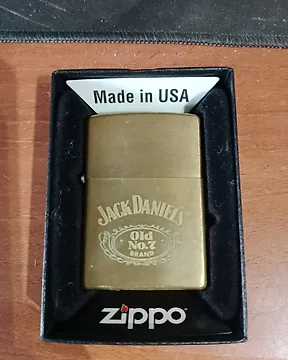 Made in USA
JACK DANIEL'S
Old
No.7
BRAND
zippo